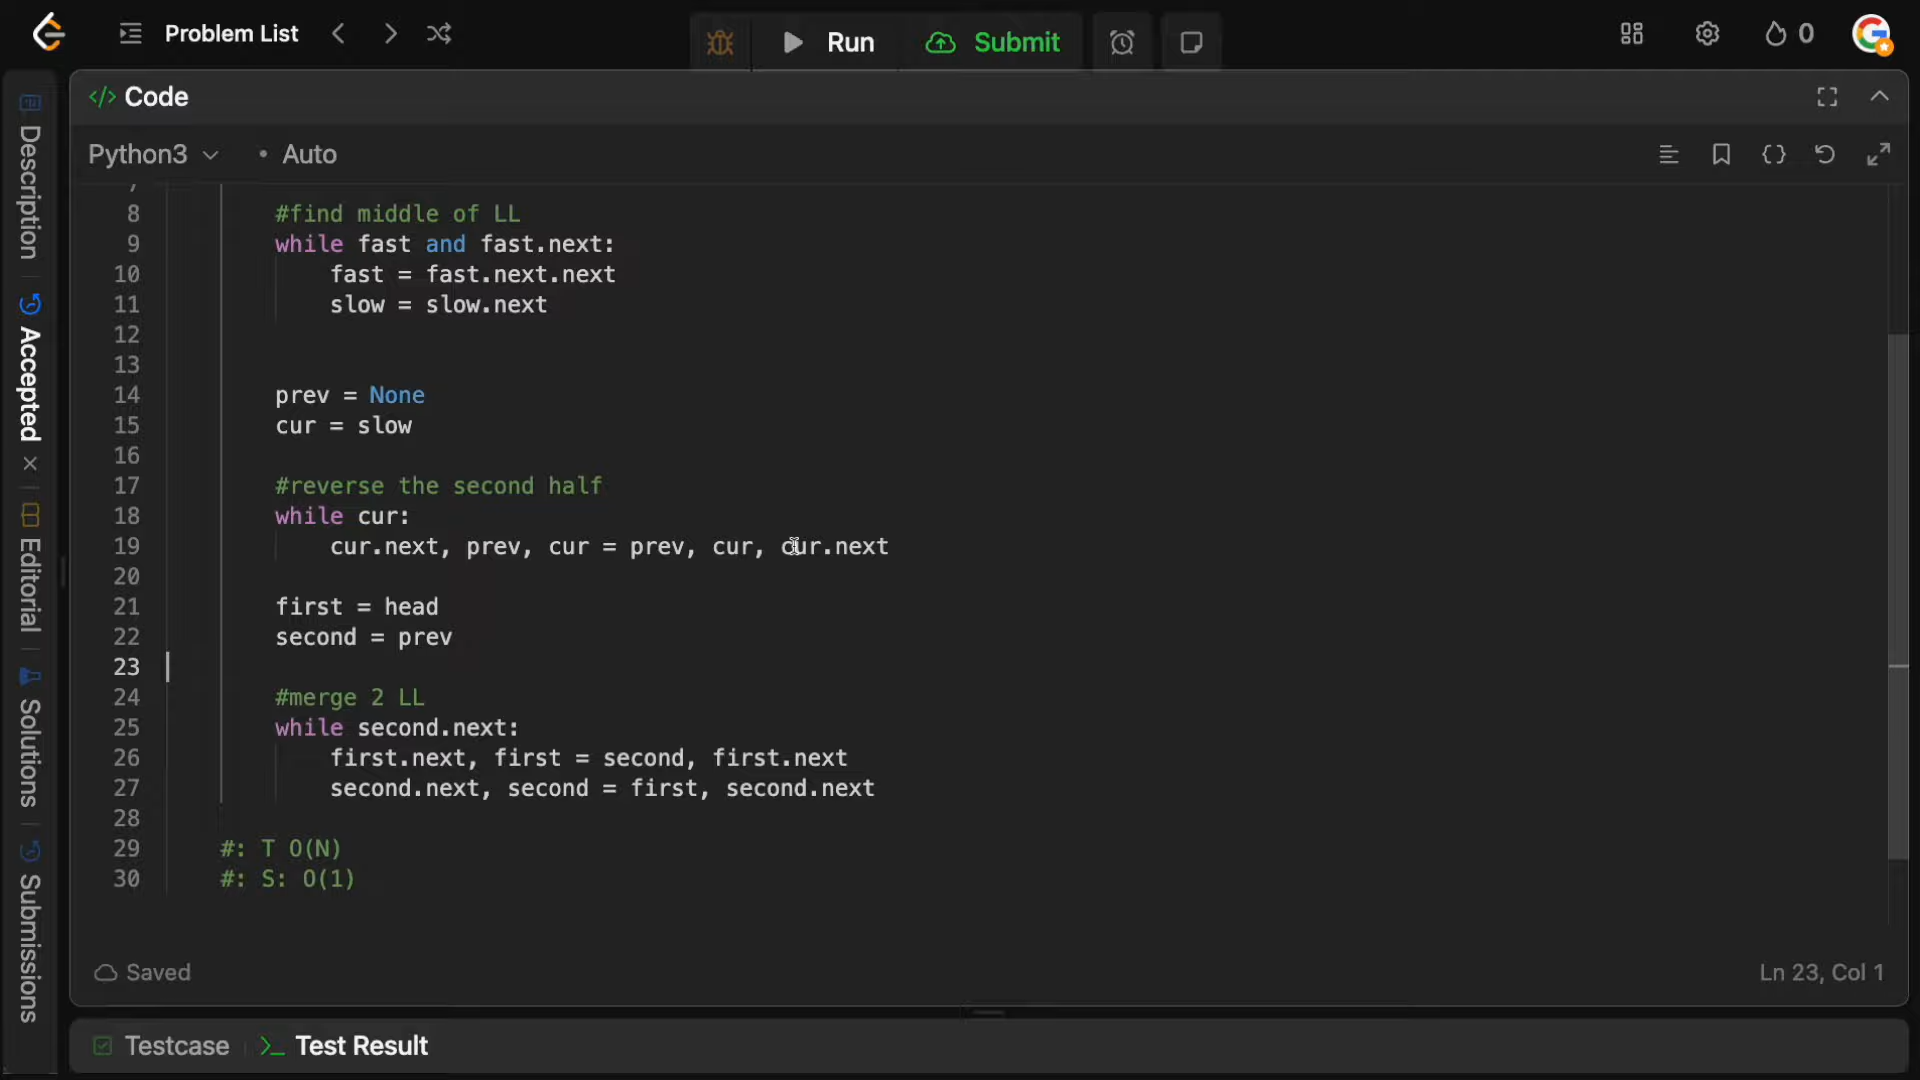 Problem List
Run
Submit
0
</> Code
Python3
• Auto
7
8 #find middle of LL
9 while fast and fast.next:
10 fast = fast.next.next
11 slow = slow.next
12
13
14 prev = None
15 cur = slow
16
17 #reverse the second half
18 while cur:
19 cur.next, prev, cur = prev, cur, cur.next
20
21 first = head
22 second = prev
23
24 #merge 2 LL
25 while second.next:
26 first.next, first = second, first.next
27 second.next, second = first, second.next
28
29 #: T O(N)
30 #: S: O(1)
Saved
Ln 23, Col 1
Testcase
>_ Test Result
Description
Accepted
Editorial
Solutions
Submissions